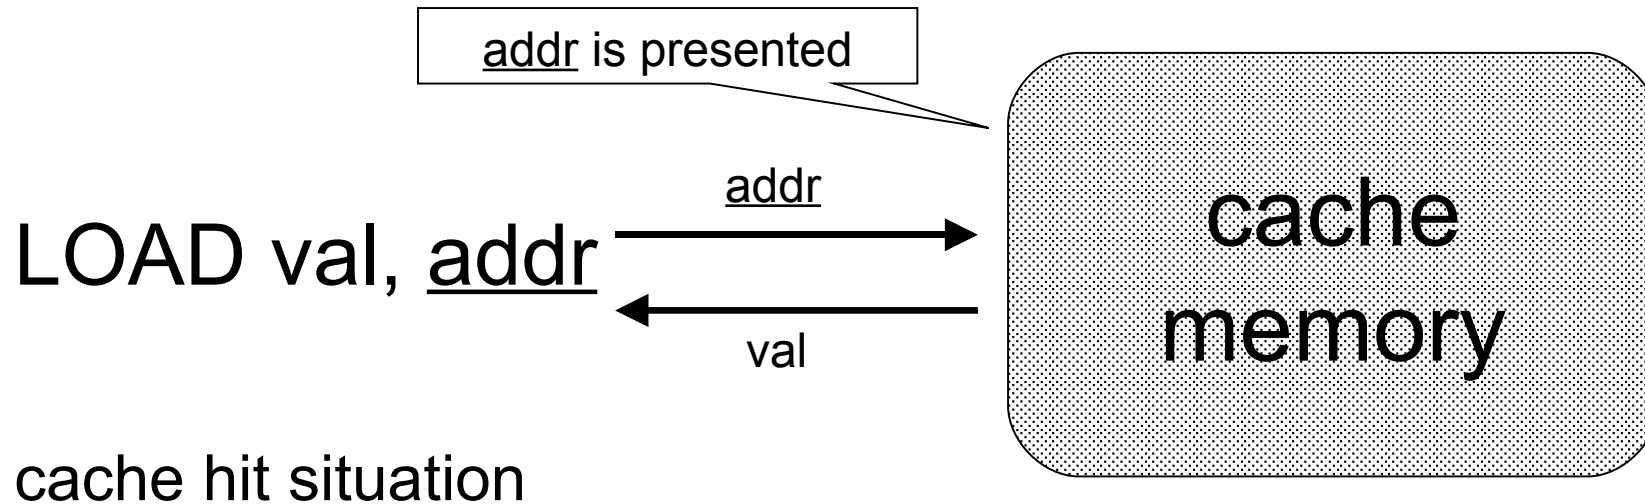 addr is presented
addr
LOAD val, addr
val
cache
memory
cache hit situation